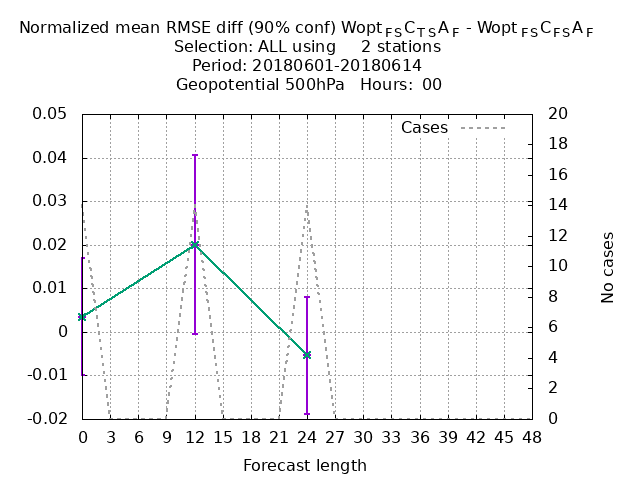 Normalized mean RMSE diff (90% conf) Wopt FS C T S A F - Wopt FS C F S A F
Selection: ALL using 2 stations
Period: 20180601-20180614
Geopotential 500hPa Hours: 00
Cases
0.05
0.04
0.03
0.02
0.01
0
-0.01
-0.02
20
18
16
14
12
10
8
6
4
2
0
No cases
0 3 6 9 12 15 18 21 24 27 30 33 36 39 42 45 48
Forecast length